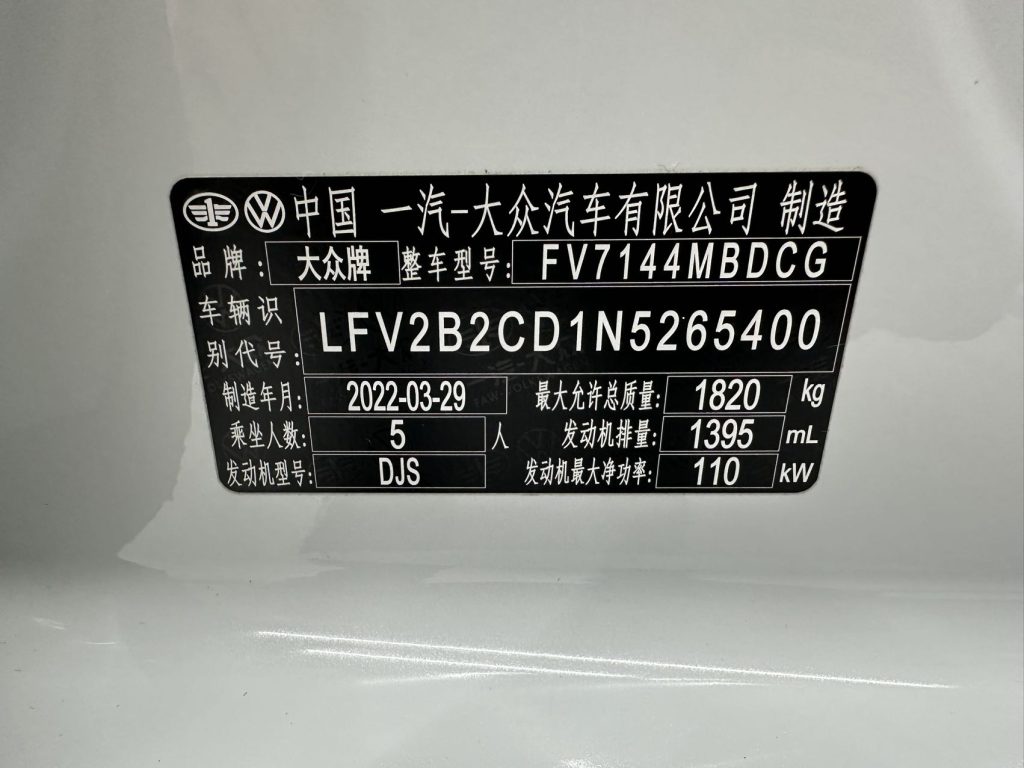 中国 一汽-大众汽车有限公司 制造
品牌: 大众牌 整车型号: FV7144MBDCG
车辆识别代号: LFV2B2CD1N5265400
制造年月: 2022-03-29 最大允许总质量: 1820 kg
乘坐人数: 5 人 发动机排量: 1395 mL
发动机型号: DJS 发动机最大净功率: 110 kW